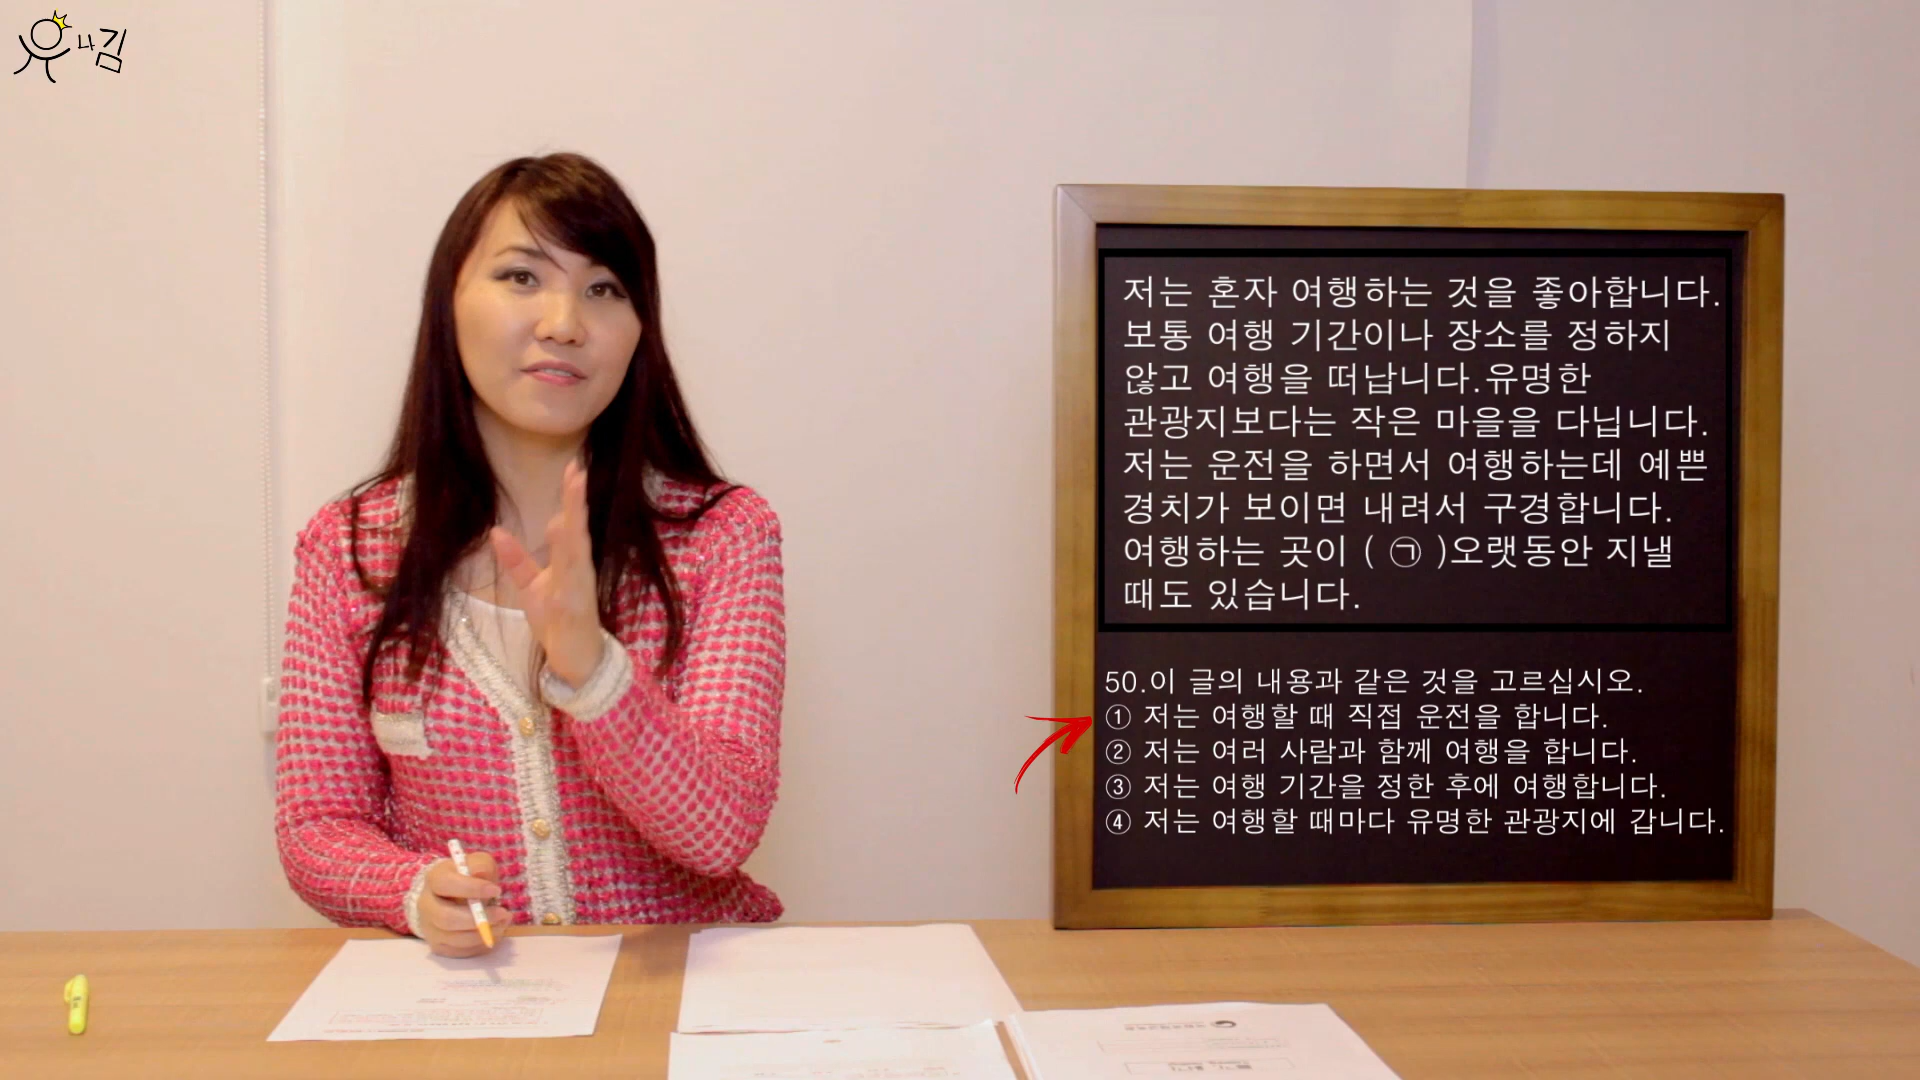 유나김
저는 혼자 여행하는 것을 좋아합니다.
보통 여행 기간이나 장소를 정하지
않고 여행을 떠납니다.유명한
관광지보다는 작은 마을을 다닙니다.
저는 운전을 하면서 여행하는데 예쁜
경치가 보이면 내려서 구경합니다.
여행하는 곳이 ( ㉠ )오랫동안 지낼
때도 있습니다.
50.이 글의 내용과 같은 것을 고르십시오.
① 저는 여행할 때 직접 운전을 합니다.
② 저는 여러 사람과 함께 여행을 합니다.
③ 저는 여행 기간을 정한 후에 여행합니다.
④ 저는 여행할 때마다 유명한 관광지에 갑니다.